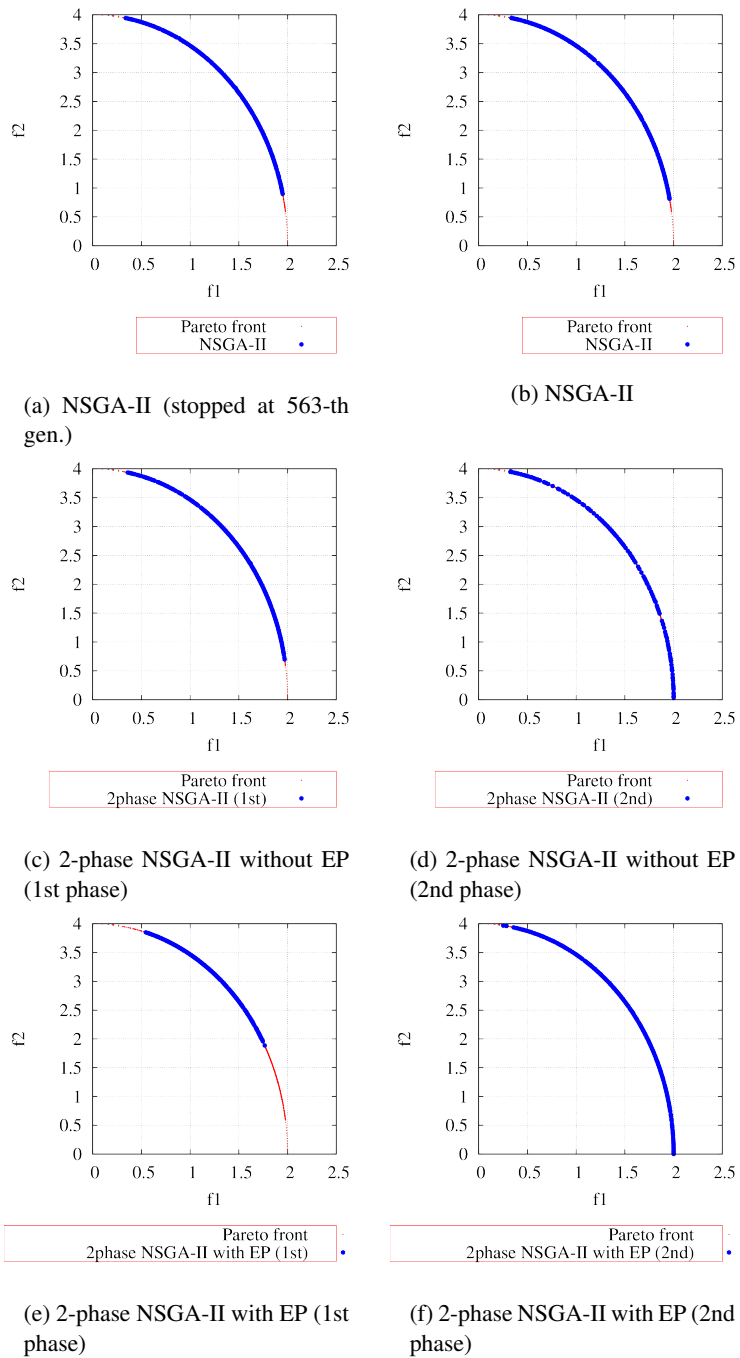 4
3.5
3
2.5
2
1.5
1
0.5
0
f2
0 0.5 1 1.5 2 2.5
f1
Pareto front
NSGA-II
(a) NSGA-II (stopped at 563-th
gen.)
4
3.5
3
2.5
2
1.5
1
0.5
0
f2
0 0.5 1 1.5 2 2.5
f1
Pareto front
NSGA-II
(b) NSGA-II
4
3.5
3
2.5
2
1.5
1
0.5
0
f2
0 0.5 1 1.5 2 2.5
f1
Pareto front
2phase NSGA-II (1st)
(c) 2-phase NSGA-II without EP
(1st phase)
4
3.5
3
2.5
2
1.5
1
0.5
0
f2
0 0.5 1 1.5 2 2.5
f1
Pareto front
2phase NSGA-II (2nd)
(d) 2-phase NSGA-II without EP
(2nd phase)
4
3.5
3
2.5
2
1.5
1
0.5
0
f2
0 0.5 1 1.5 2 2.5
f1
Pareto front
2phase NSGA-II with EP (1st)
(e) 2-phase NSGA-II with EP (1st
phase)
4
3.5
3
2.5
2
1.5
1
0.5
0
f2
0 0.5 1 1.5 2 2.5
f1
Pareto front
2phase NSGA-II with EP (2nd)
(f) 2-phase NSGA-II with EP (2nd
phase)